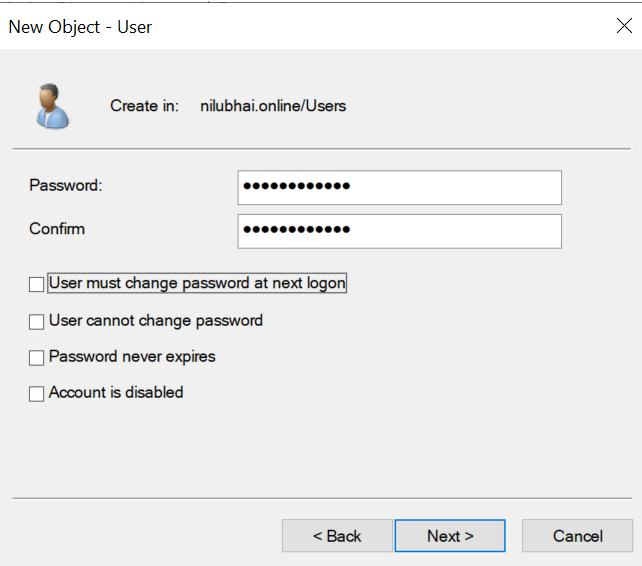 New Object - User
Create in: nilubhai.online/Users
Password: ●●●●●●●●●●●●
Confirm ●●●●●●●●●●●●
User must change password at next logon
User cannot change password
Password never expires
Account is disabled
< Back Next > Cancel